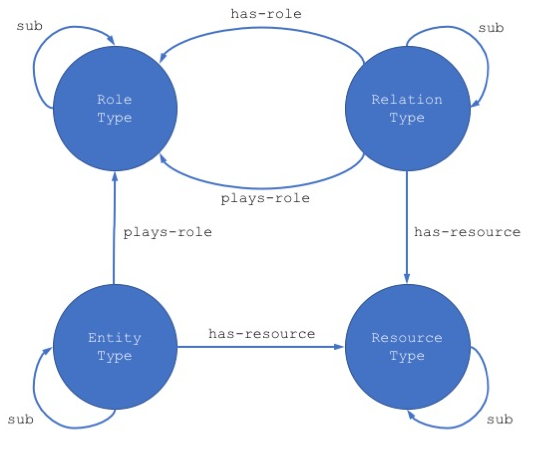 has-role
sub
sub
Role
Type
Relation
Type
plays-role
plays-role
has-resource
has-resource
Entity
Type
Resource
Type
sub
sub